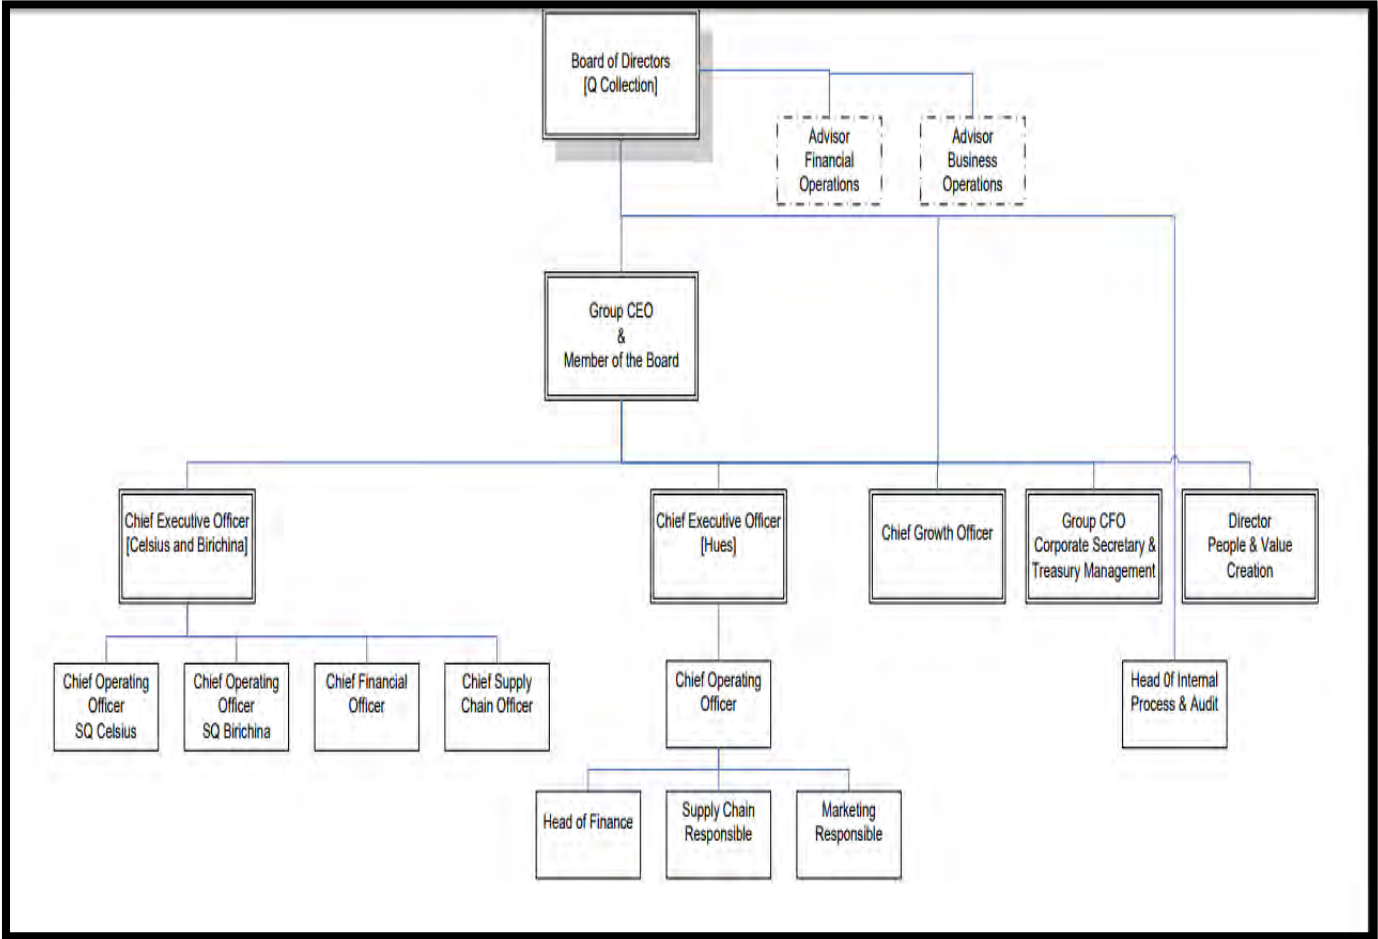 Board of Directors
[Q Collection]
Advisor
Financial
Operations
Advisor
Business
Operations
Group CEO
&
Member of the Board
Chief Executive Officer
[Celsius and Birichina]
Chief Executive Officer
[Hues]
Chief Growth Officer
Group CFO
Corporate Secretary &
Treasury Management
Director
People & Value
Creation
Chief Operating
Officer
SQ Celsius
Chief Operating
Officer
SQ Birichina
Chief Financial
Officer
Chief Supply
Chain Officer
Chief Operating
Officer
Head 0f Internal
Process & Audit
Head of Finance
Supply Chain
Responsible
Marketing
Responsible